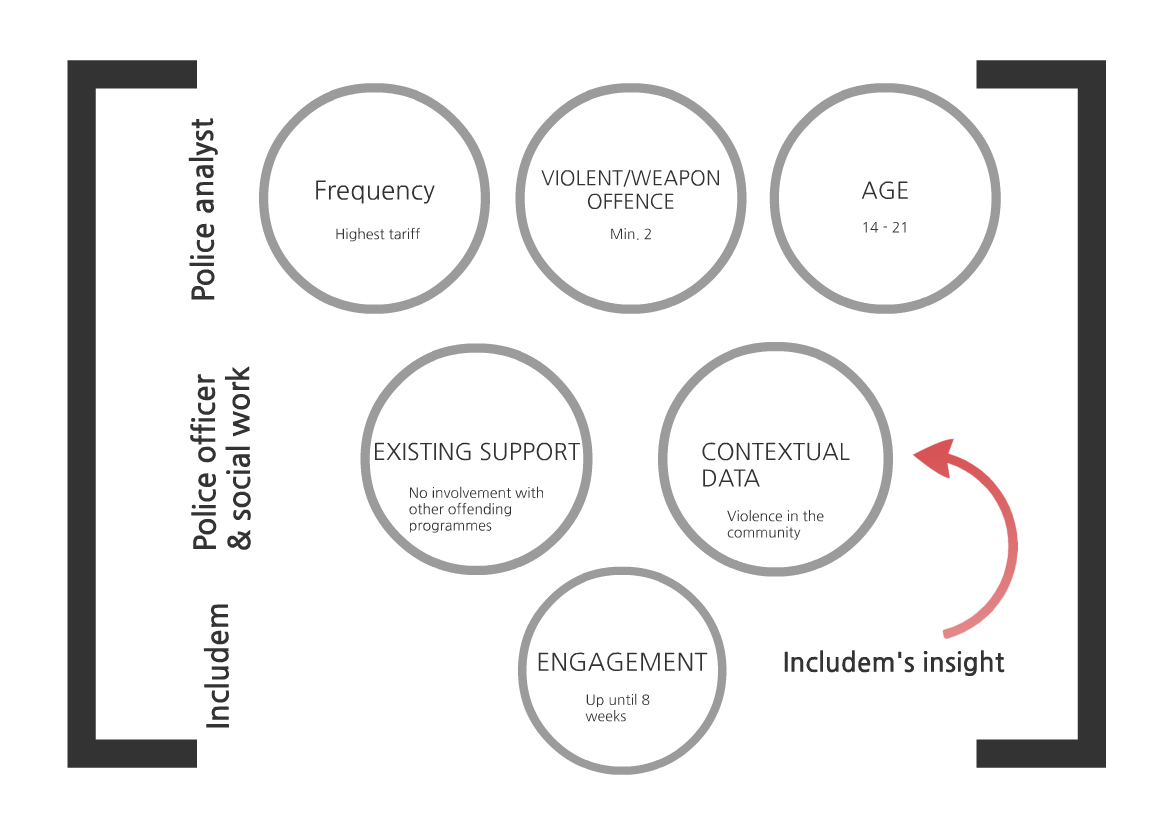 Police analyst
Frequency
Highest tariff
VIOLENT/WEAPON
OFFENCE
Min. 2
AGE
14 - 21
Police officer
& social work
EXISTING SUPPORT
No involvement with
other offending
programmes
CONTEXTUAL
DATA
Violence in the
community
Includem
ENGAGEMENT
Up until 8
weeks
Includem's insight